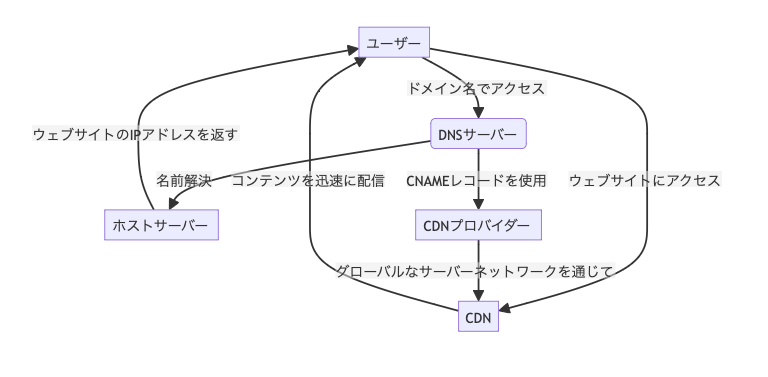 ユーザー
ドメイン名でアクセス
DNSサーバー
ウェブサイトのIPアドレスを返す
名前解決
コンテンツを迅速に配信
CNAMEレコードを使用
ウェブサイトにアクセス
ホストサーバー
CDNプロバイダー
グローバルなサーバーネットワークを通じて
CDN